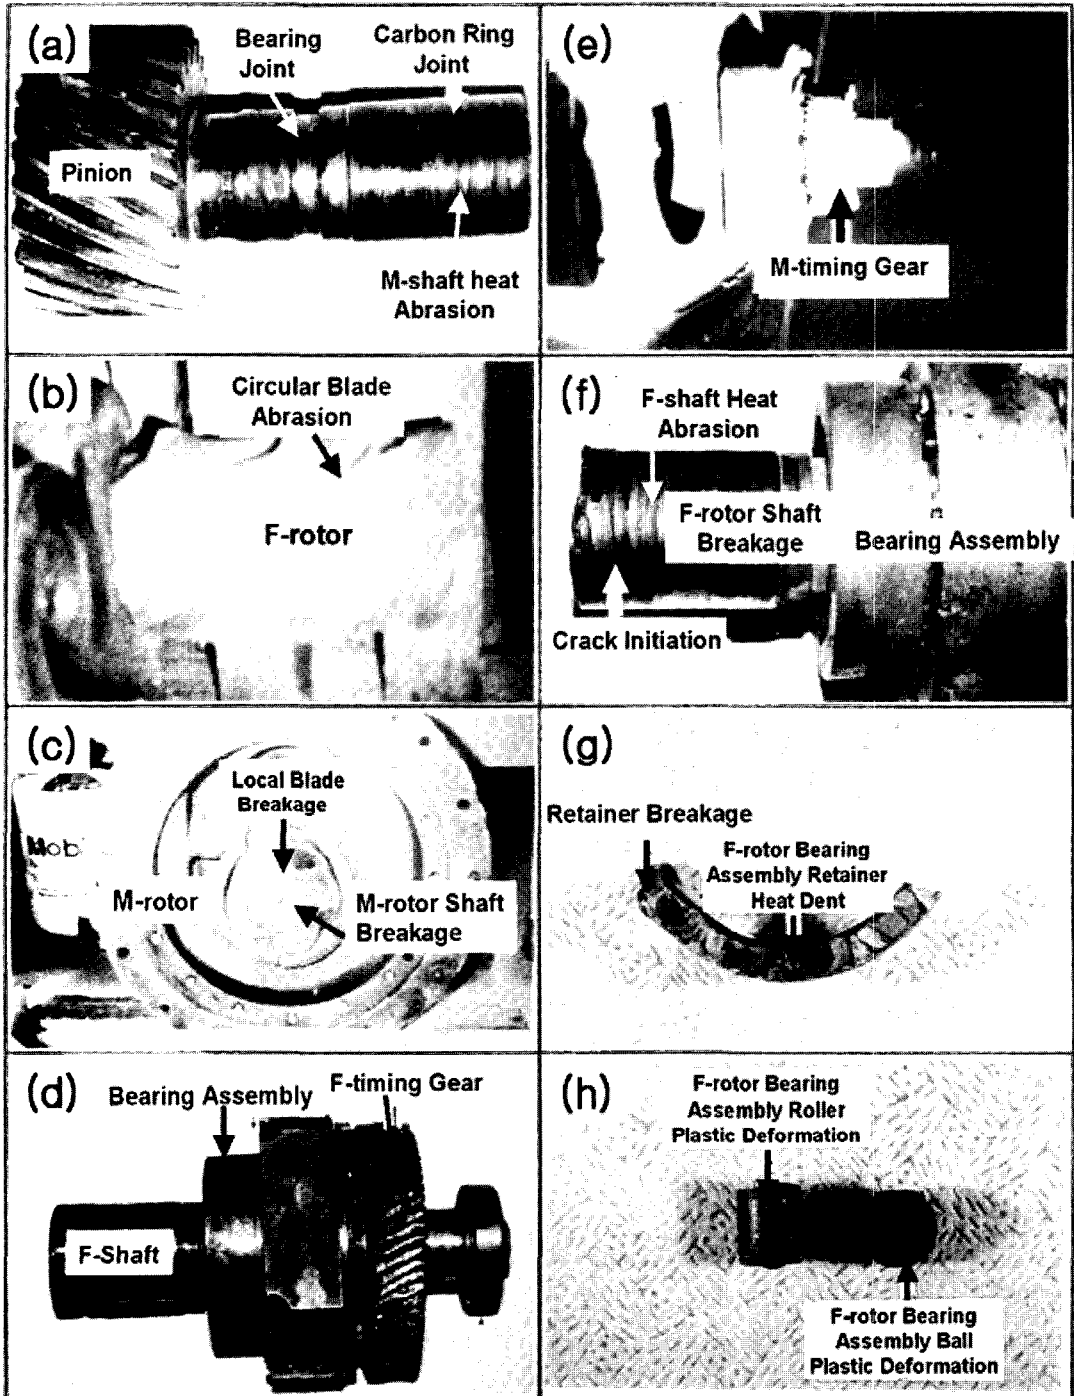 (a)
Bearing
Joint
Carbon Ring
Joint
Pinion
M-shaft heat
Abrasion
(b)
Circular Blade
Abrasion
F-rotor
(c)
Local Blade
Breakage
Mob
M-rotor
M-rotor Shaft
Breakage
(d)
Bearing Assembly
F-timing Gear
F-Shaft
(e)
M-timing Gear
(f)
F-shaft Heat
Abrasion
F-rotor Shaft
Breakage
Bearing Assembly
Crack Initiation
(g)
Retainer Breakage
F-rotor Bearing
Assembly Retainer
Heat Dent
(h)
F-rotor Bearing
Assembly Roller
Plastic Deformation
F-rotor Bearing
Assembly Ball
Plastic Deformation